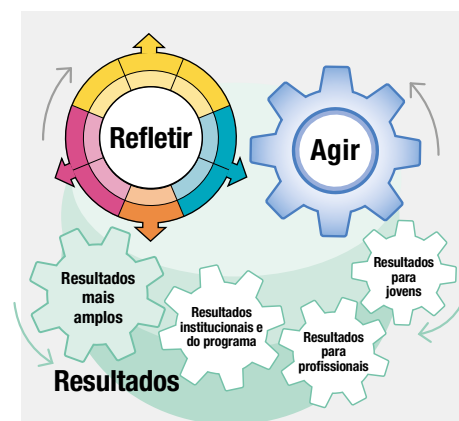 Refletir
Agir
Resultados
mais
amplos
Resultados
institucionais e
do programa
Resultados
para
profissionais
Resultados
para
jovens
Resultados